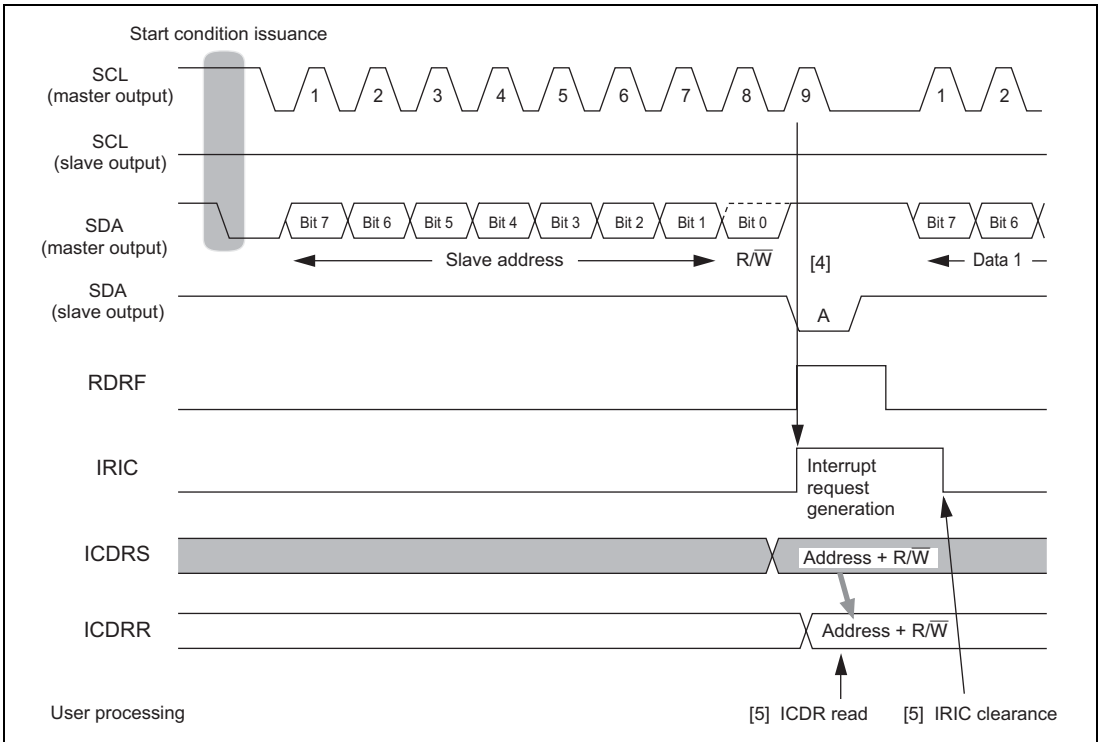 Start condition issuance
SCL
(master output)
1 2 3 4 5 6 7 8 9 1 2
SCL
(slave output)
SDA
(master output)
Bit 7 Bit 6 Bit 5 Bit 4 Bit 3 Bit 2 Bit 1 Bit 0 Bit 7 Bit 6
Slave address R/W̅ [4] Data 1
SDA
(slave output)
A
RDRF
IRIC
Interrupt
request
generation
ICDRS
Address + R/W̅
ICDRR
Address + R/W̅
User processing [5] ICDR read [5] IRIC clearance